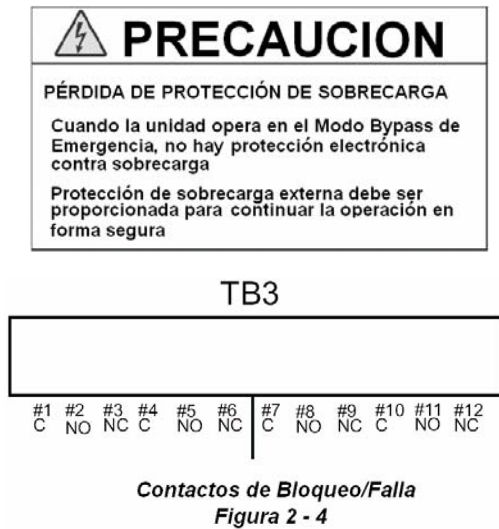 PRECAUCION
PÉRDIDA DE PROTECCIÓN DE SOBRECARGA
Cuando la unidad opera en el Modo Bypass de
Emergencia, no hay protección electrónica
contra sobrecarga
Protección de sobrecarga externa debe ser
proporcionada para continuar la operación en
forma segura
TB3
#1 #2 #3 #4 #5 #6 #7 #8 #9 #10 #11 #12
C NO NC C NO NC C NO NC C NO NC
Contactos de Bloqueo/Falla
Figura 2 - 4